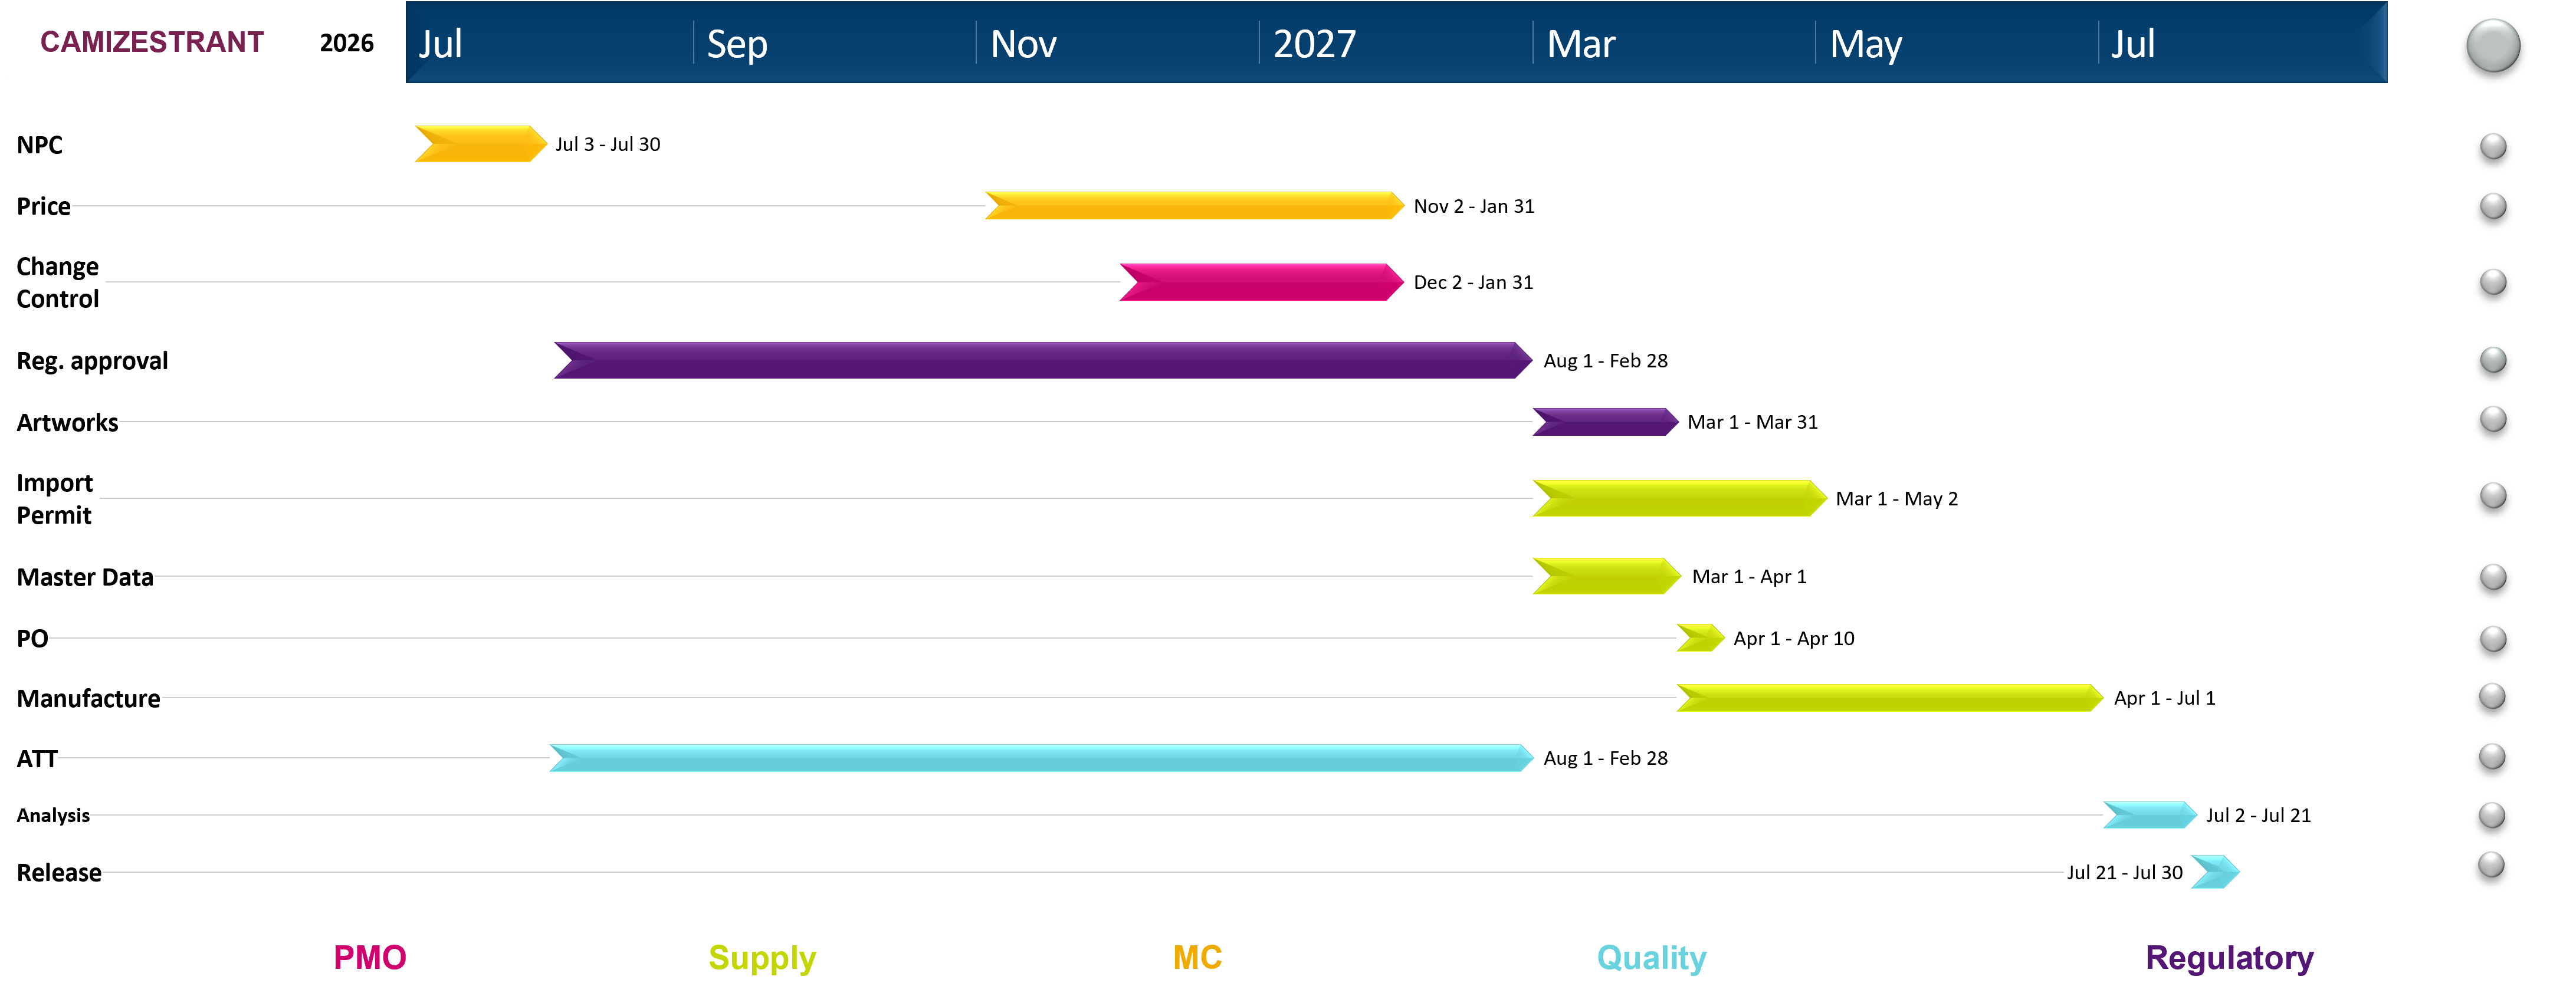 CAMIZESTRANT 2026 Jul Sep Nov 2027 Mar May Jul
NPC Jul 3 - Jul 30
Price Nov 2 - Jan 31
Change
Control Dec 2 - Jan 31
Reg. approval Aug 1 - Feb 28
Artworks Mar 1 - Mar 31
Import
Permit Mar 1 - May 2
Master Data Mar 1 - Apr 1
PO Apr 1 - Apr 10
Manufacture Apr 1 - Jul 1
ATT Aug 1 - Feb 28
Analysis Jul 2 - Jul 21
Release Jul 21 - Jul 30
PMO Supply MC Quality Regulatory